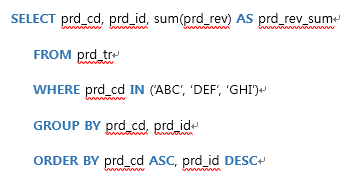 SELECT prd_cd, prd_id, sum(prd_rev) AS prd_rev_sum
FROM prd_tr
WHERE prd_cd IN (‘ABC’, ‘DEF’, ‘GHI’)
GROUP BY prd_cd, prd_id
ORDER BY prd_cd ASC, prd_id DESC